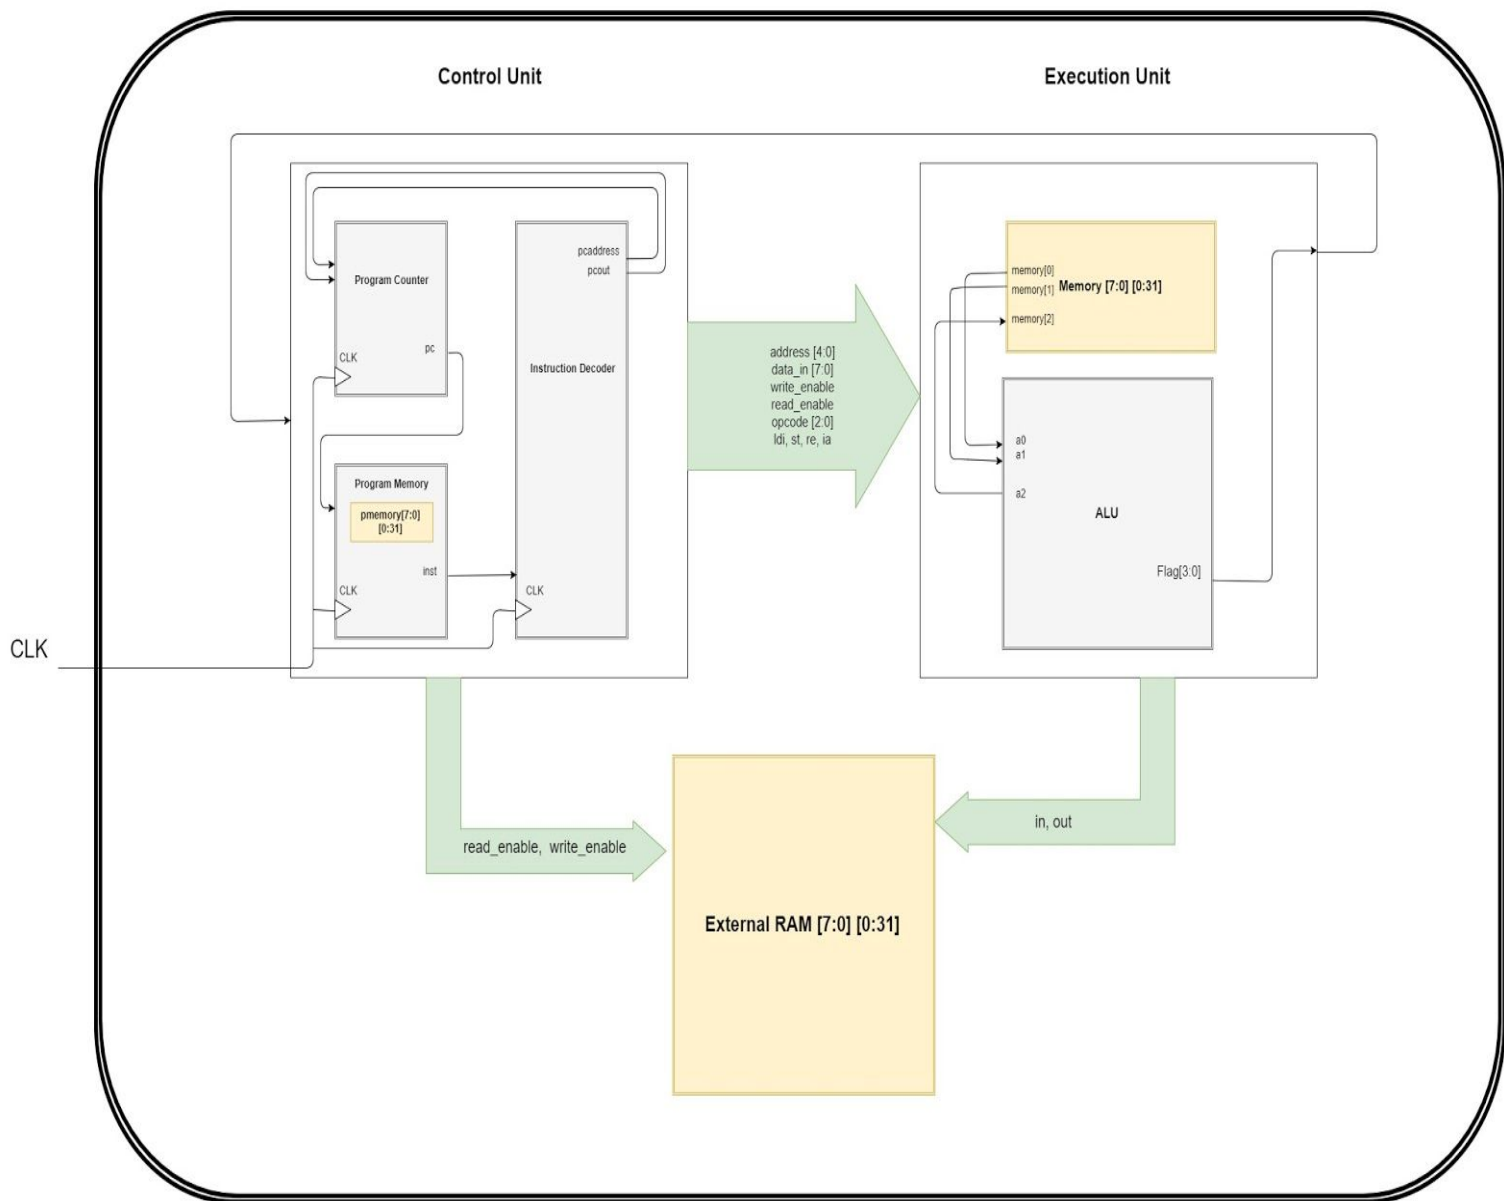 Control Unit
Execution Unit
pcaddress
pcout
Program Counter
pc
CLK
Instruction Decoder
Program Memory
pmemory[7:0]
[0:31]
inst
CLK
CLK
CLK
address [4:0]
data_in [7:0]
write_enable
read_enable
opcode [2:0]
ldi, st, re, ia
memory[0]
memory[1]
Memory [7:0] [0:31]
memory[2]
a0
a1
a2
ALU
Flag[3:0]
read_enable, write_enable
in, out
External RAM [7:0] [0:31]